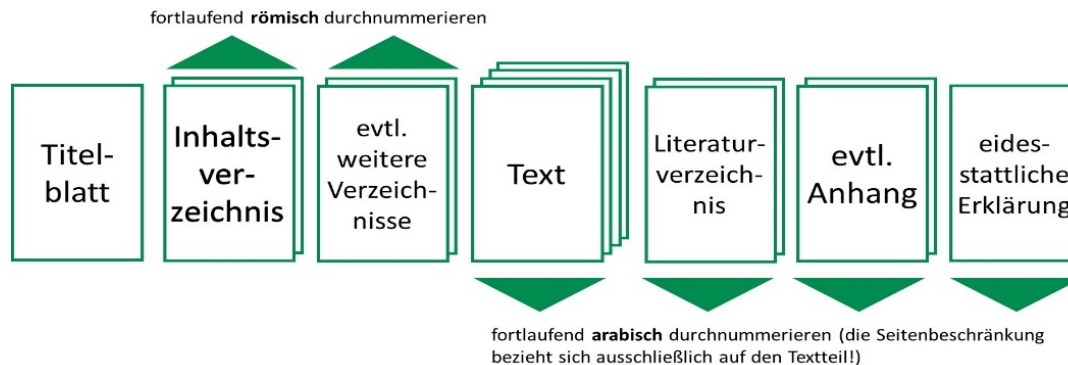 fortlaufend römisch durchnummerieren
Titel-
blatt
Inhalts-
ver-
zeichnis
evtl.
weitere
Verzeich-
nisse
Text
Literatur-
verzeich-
nis
evtl.
Anhang
eides-
stattliche
Erklärung
fortlaufend arabisch durchnummerieren (die Seitenbeschränkung
bezieht sich ausschließlich auf den Textteil!)